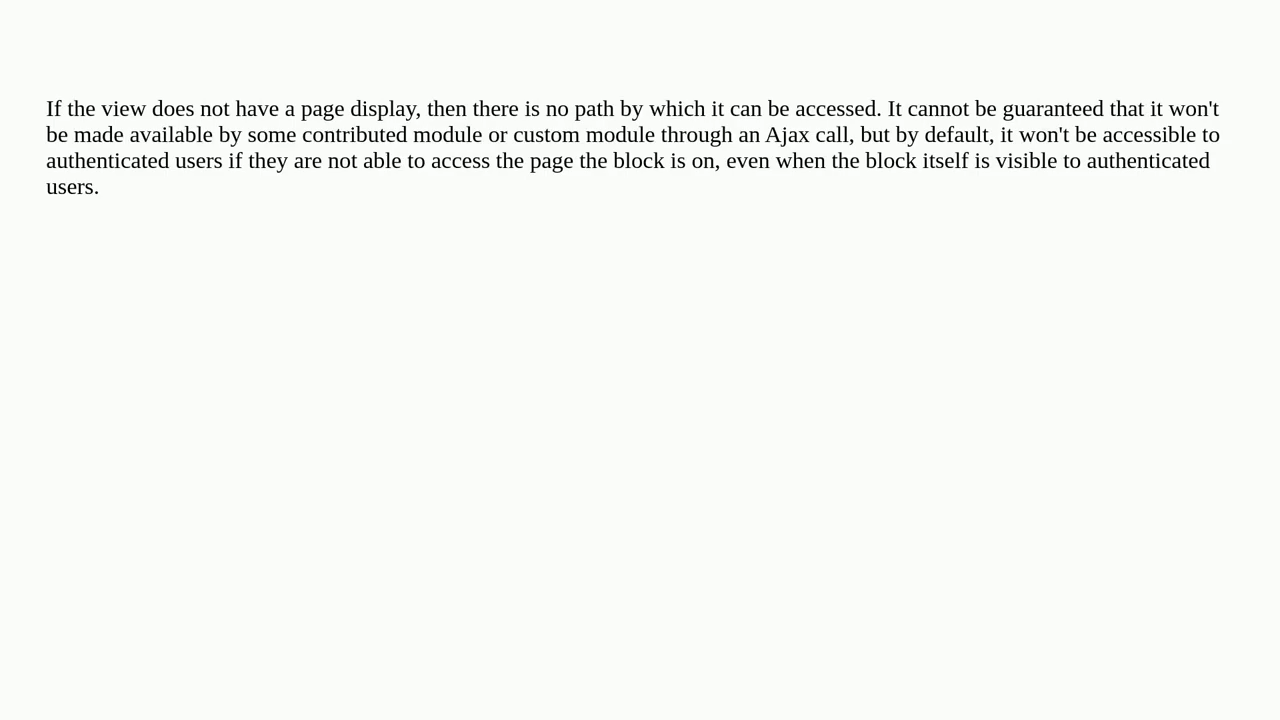 If the view does not have a page display, then there is no path by which it can be accessed. It cannot be guaranteed that it won't
be made available by some contributed module or custom module through an Ajax call, but by default, it won't be accessible to
authenticated users if they are not able to access the page the block is on, even when the block itself is visible to authenticated
users.